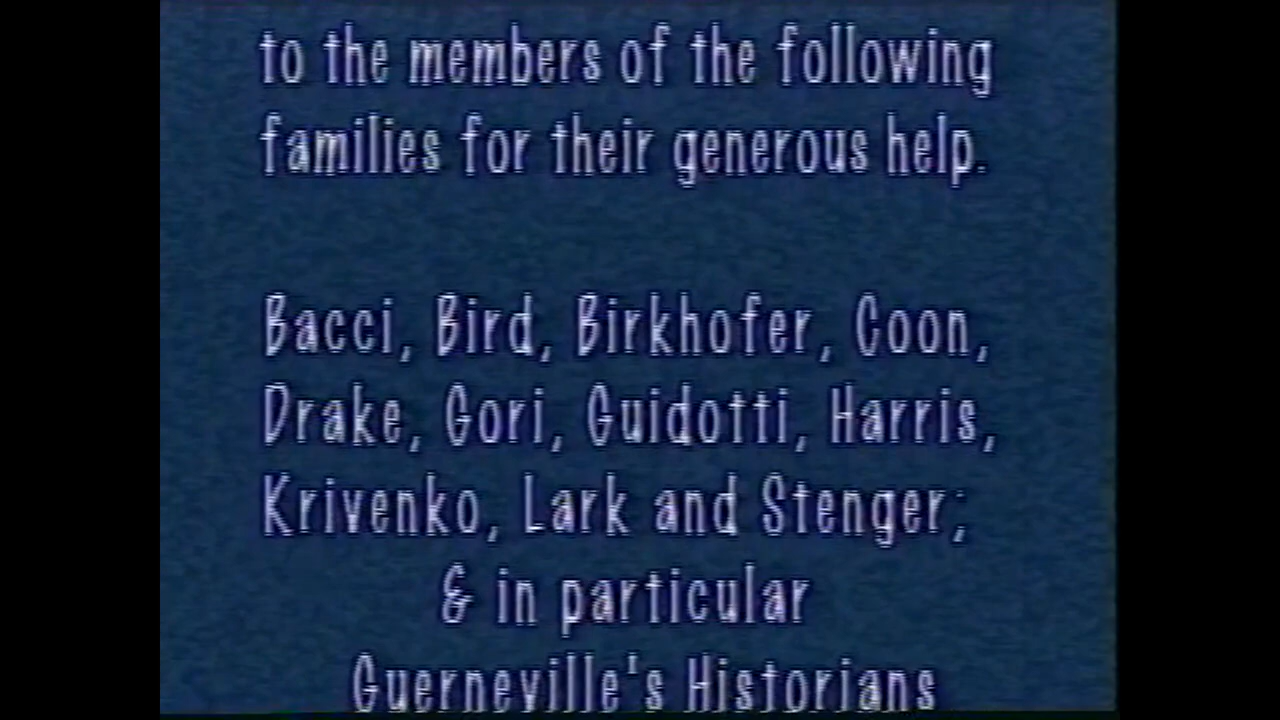 to the members of the following
families for their generous help.
Bacci, Bird, Birkhofer, Coon,
Drake, Gori, Guidotti, Harris,
Krivenko, Lark and Stenger;
& in particular
Guerneville's Historians